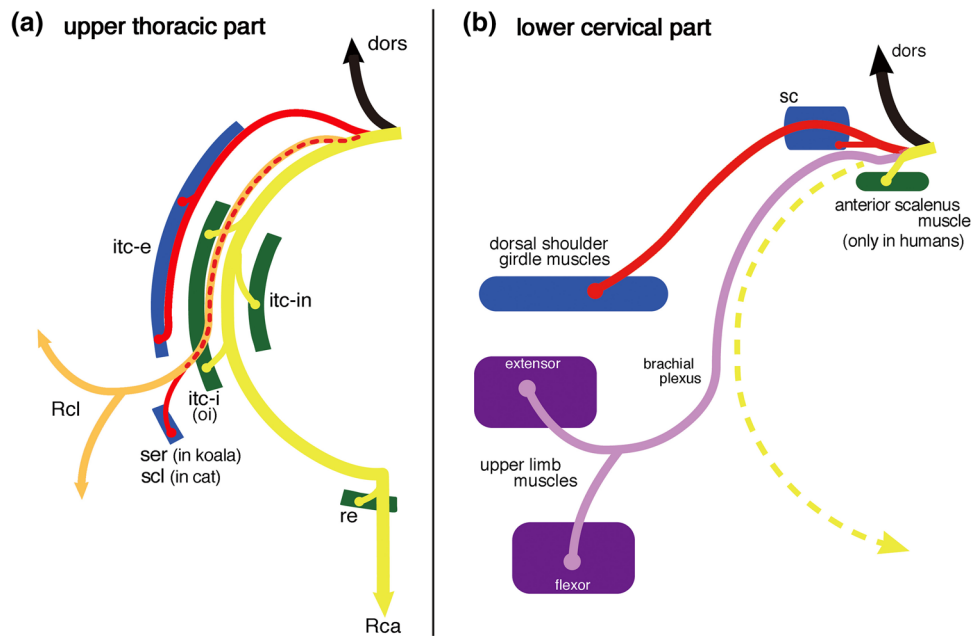 (a) upper thoracic part
dors
itc-e
itc-in
itc-i
(oi)
Rcl
ser (in koala)
scl (in cat)
re
Rca
(b) lower cervical part
dors
sc
anterior scalenus
muscle
(only in humans)
dorsal shoulder
girdle muscles
extensor
brachial
plexus
upper limb
muscles
flexor